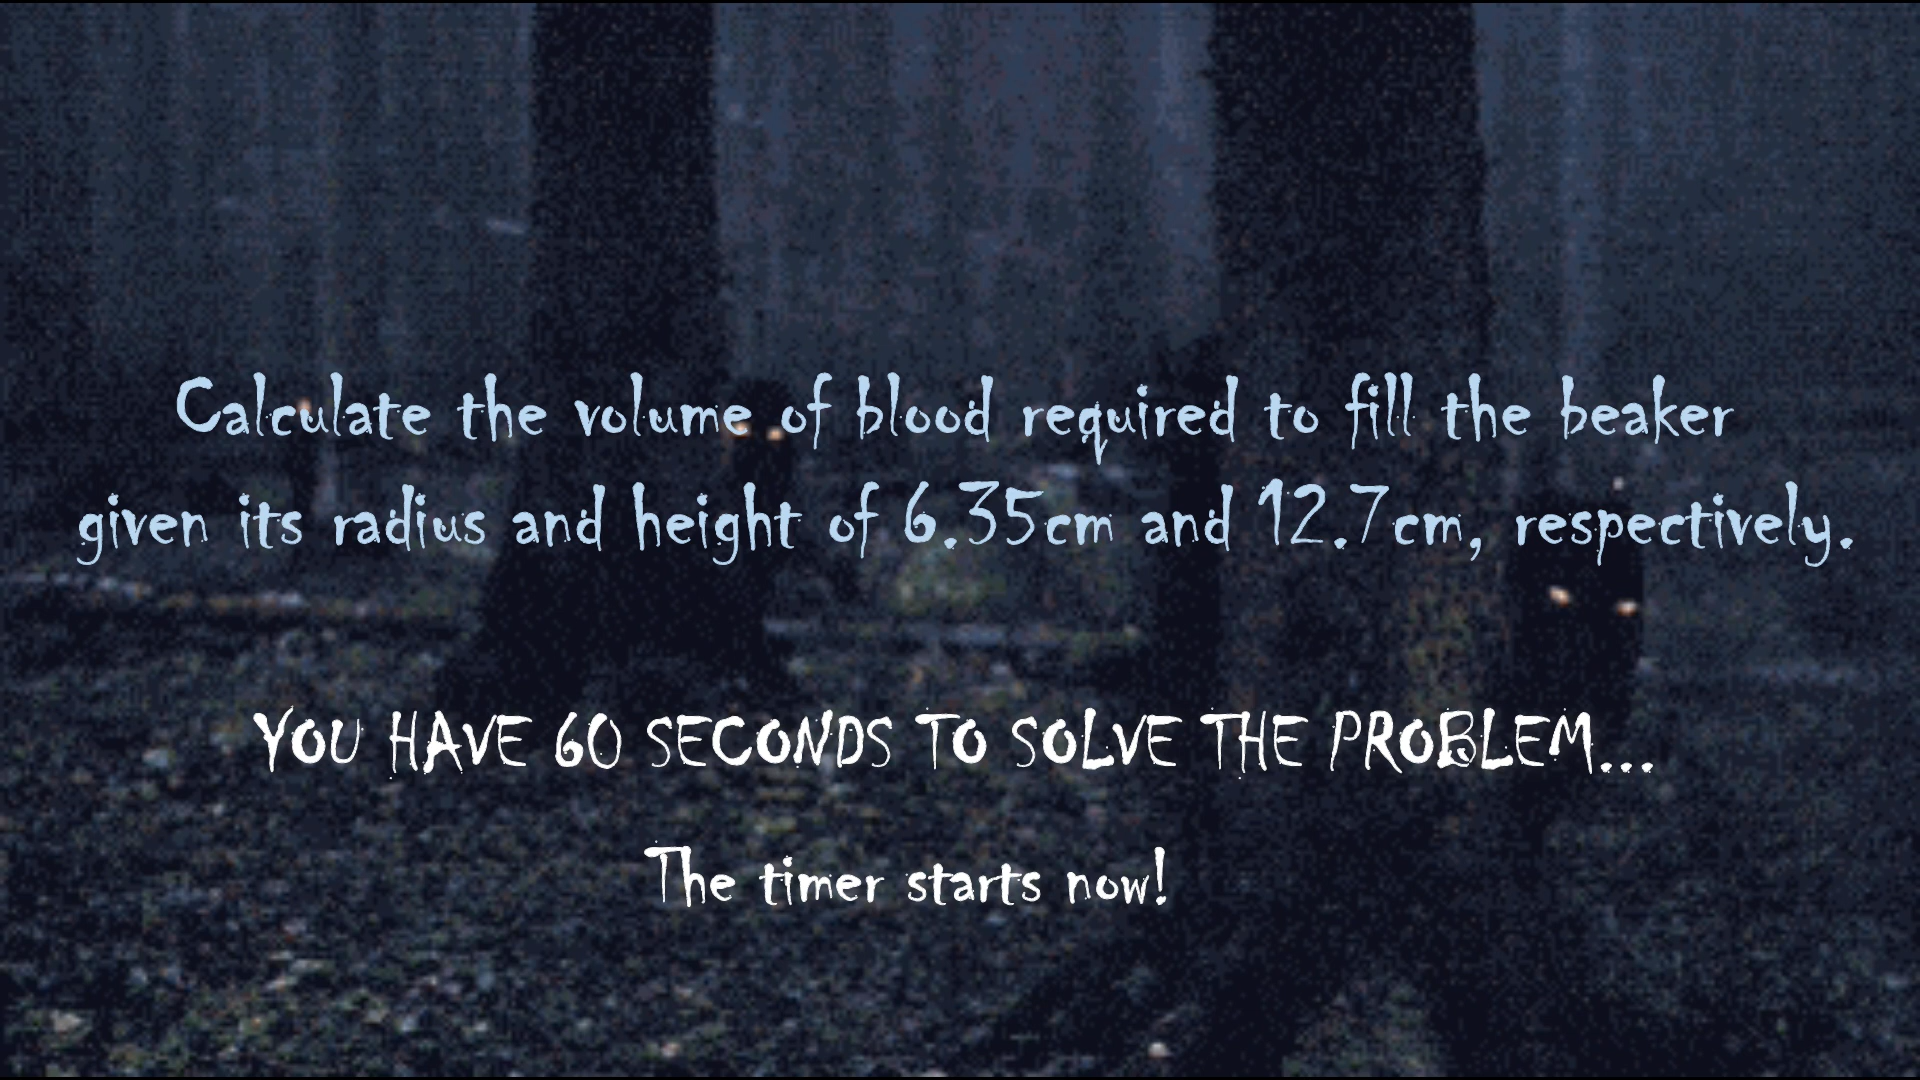 Calculate the volume of blood required to fill the beaker
given its radius and height of 6.35cm and 12.7cm, respectively.
YOU HAVE 60 SECONDS TO SOLVE THE PROBLEM...
The timer starts now!